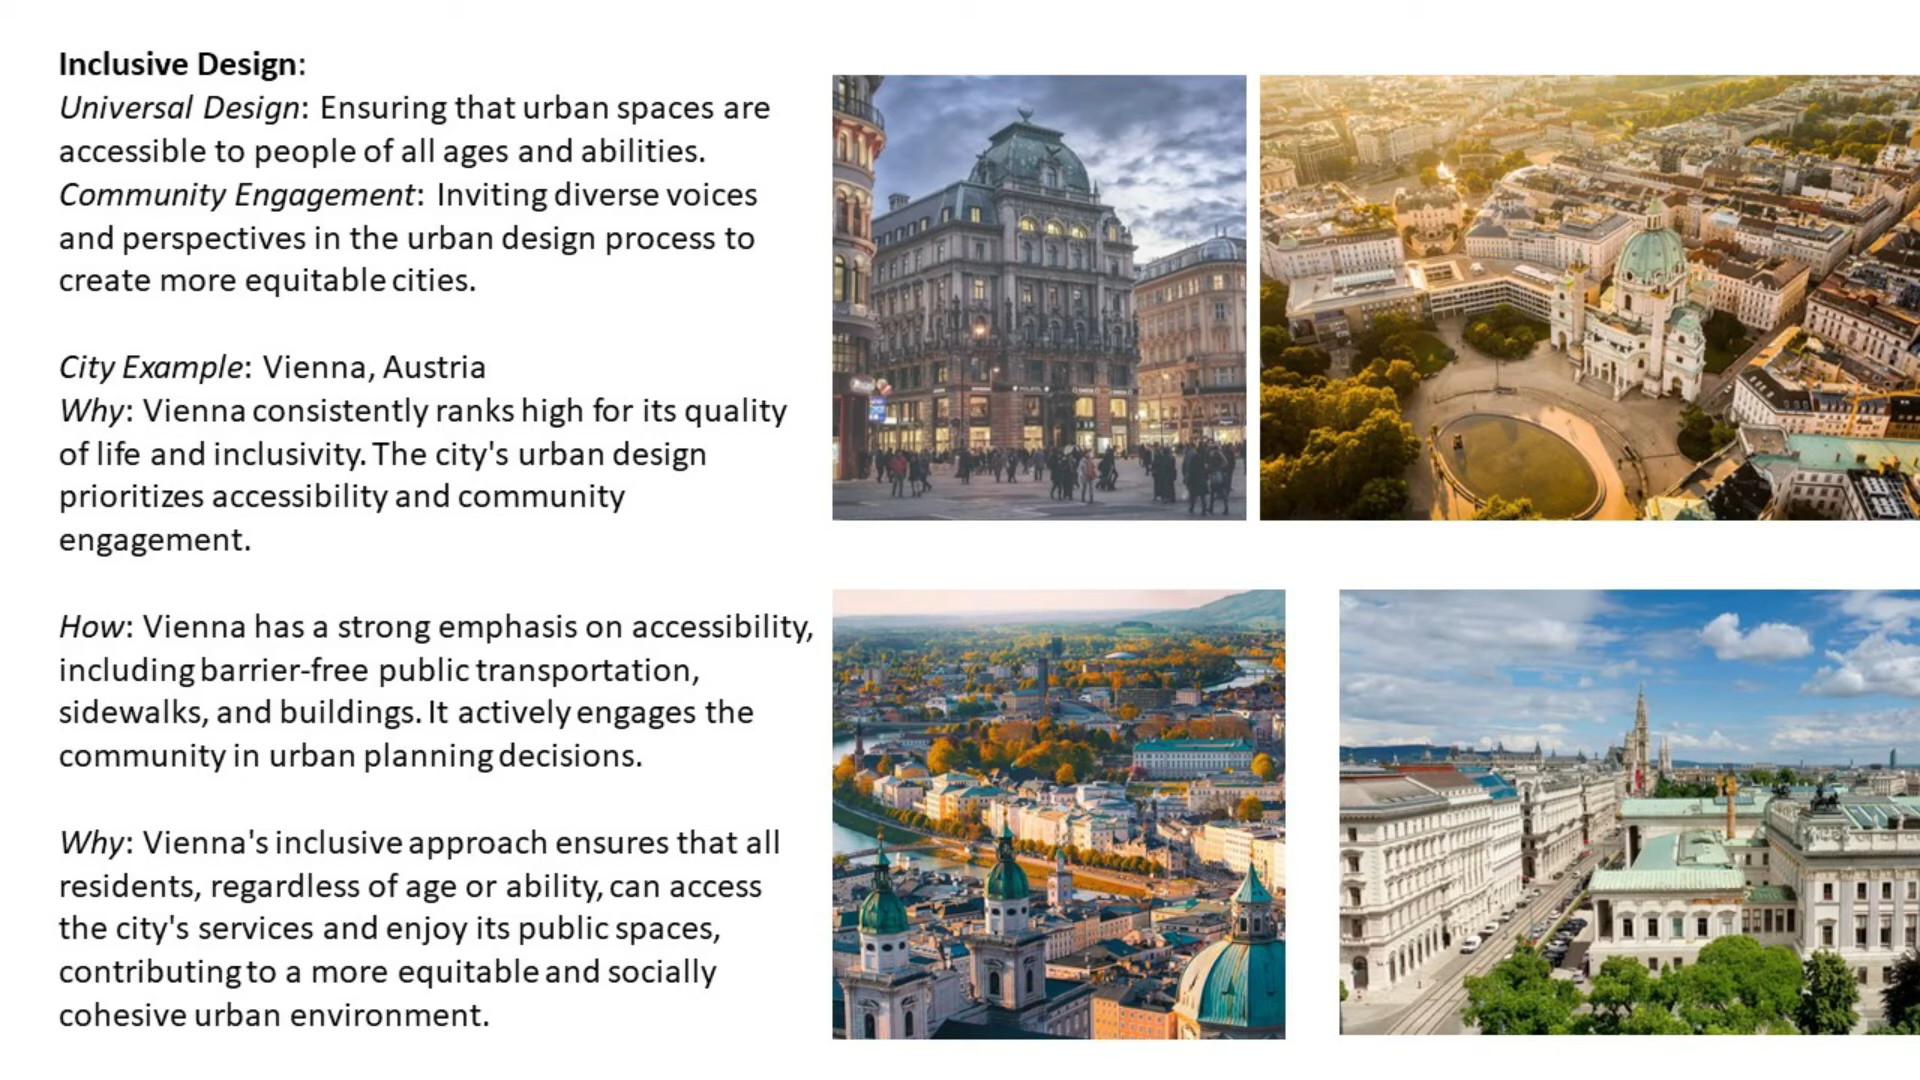 Inclusive Design:
Universal Design: Ensuring that urban spaces are
accessible to people of all ages and abilities.
Community Engagement: Inviting diverse voices
and perspectives in the urban design process to
create more equitable cities.
City Example: Vienna, Austria
Why: Vienna consistently ranks high for its quality
of life and inclusivity. The city's urban design
prioritizes accessibility and community
engagement.
How: Vienna has a strong emphasis on accessibility,
including barrier-free public transportation,
sidewalks, and buildings. It actively engages the
community in urban planning decisions.
Why: Vienna's inclusive approach ensures that all
residents, regardless of age or ability, can access
the city's services and enjoy its public spaces,
contributing to a more equitable and socially
cohesive urban environment.